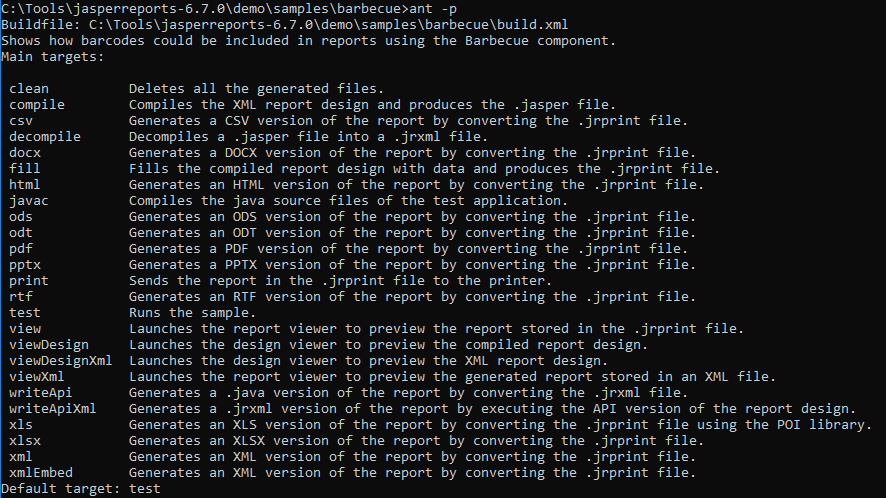 C:\Tools\jasperreports-6.7.0\demo\samples\barbecue>ant -p
Buildfile: C:\Tools\jasperreports-6.7.0\demo\samples\barbecue\build.xml
Shows how barcodes could be included in reports using the Barbecue component.
Main targets:

 clean          Deletes all the generated files.
 compile        Compiles the XML report design and produces the .jasper file.
 csv            Generates a CSV version of the report by converting the .jrprint file.
 decompile      Decompiles a .jasper file into a .jrxml file.
 docx           Generates a DOCX version of the report by converting the .jrprint file.
 fill           Fills the compiled report design with data and produces the .jrprint file.
 html           Generates an HTML version of the report by converting the .jrprint file.
 javac          Compiles the java source files of the test application.
 ods            Generates an ODS version of the report by converting the .jrprint file.
 odt            Generates an ODT version of the report by converting the .jrprint file.
 pdf            Generates a PDF version of the report by converting the .jrprint file.
 pptx           Generates a PPTX version of the report by converting the .jrprint file.
 print          Sends the report in the .jrprint file to the printer.
 rtf            Generates an RTF version of the report by converting the .jrprint file.
 test           Runs the sample.
 view           Launches the report viewer to preview the report stored in the .jrprint file.
 viewDesign     Launches the design viewer to preview the compiled report design.
 viewDesignXml  Launches the design viewer to preview the XML report design.
 viewXml        Launches the report viewer to preview the generated report stored in an XML file.
 writeApi       Generates a .java version of the report by converting the .jrxml file.
 writeApiXml    Generates a .jrxml version of the report by executing the API version of the report design.
 xls            Generates an XLS version of the report by converting the .jrprint file using the POI library.
 xlsx           Generates an XLSX version of the report by converting the .jrprint file.
 xml            Generates an XML version of the report by converting the .jrprint file.
 xmlEmbed       Generates an XML version of the report by converting the .jrprint file.
Default target: test